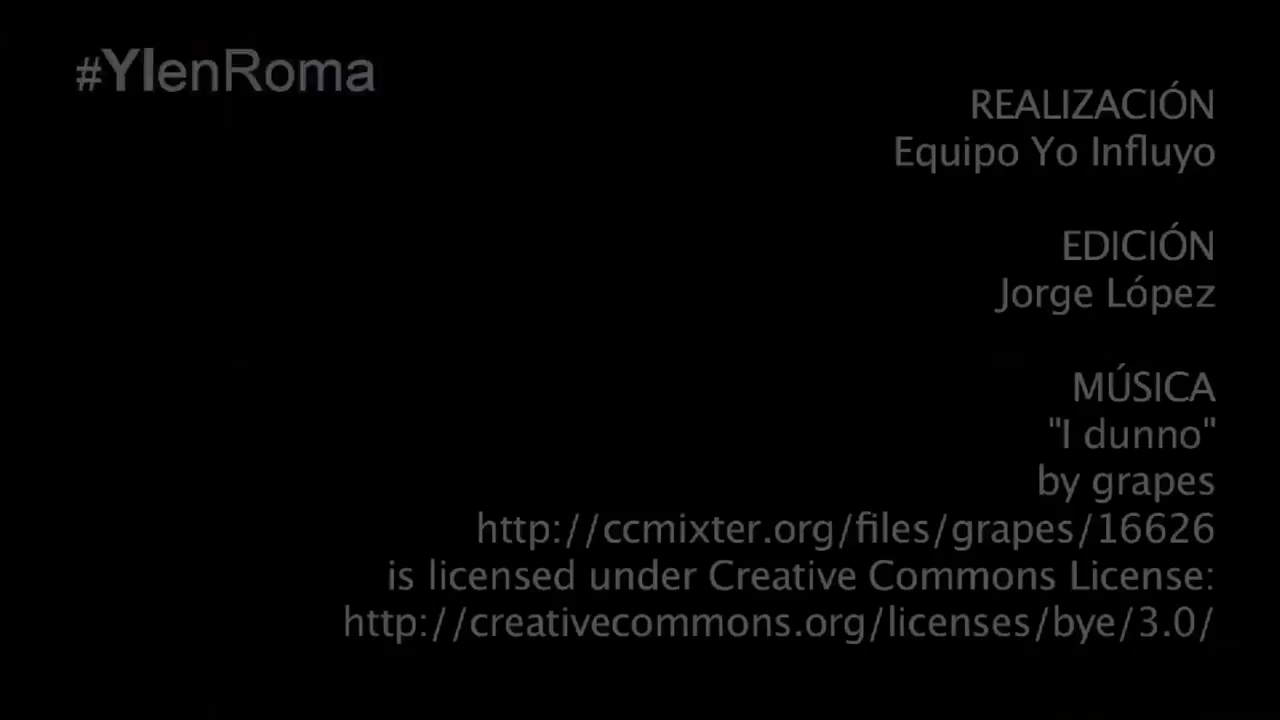 #YIenRoma
REALIZACIÓN
Equipo Yo Influyo
EDICIÓN
Jorge López
MÚSICA
"I dunno"
by grapes
http://ccmixter.org/files/grapes/16626
is licensed under Creative Commons License:
http://creativecommons.org/licenses/bye/3.0/